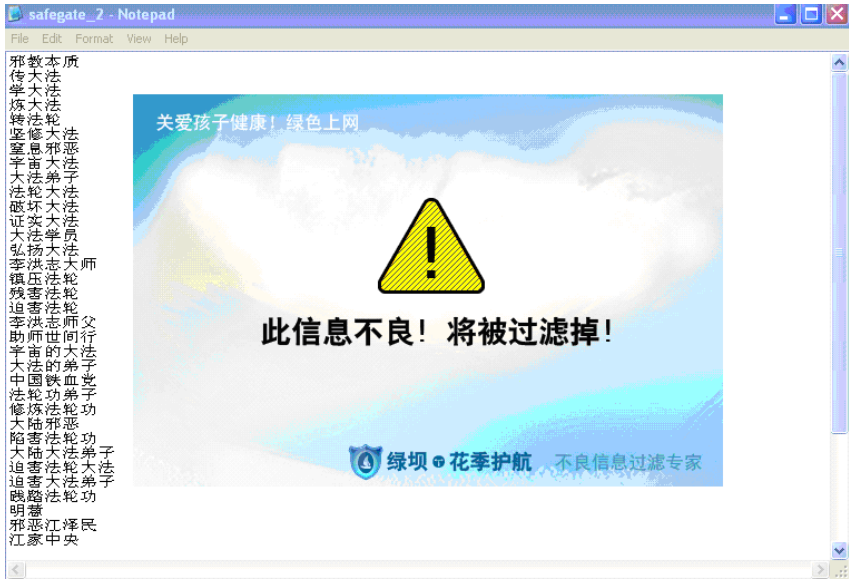 safegate_2 - Notepad
File Edit Format View Help
邪教本质
传大法
学大法
炼大法
转法轮
坚修大法
窒息邪恶
宇宙大法
大法弟子
法轮大法
破坏大法
证实大法
大法学员
弘扬大法
李洪志大师
镇压法轮
残害法轮
迫害法轮
李洪志师父
助师世间行
宇宙的大法
大法的弟子
中国铁血党
法轮功弟子
修炼法轮功
大陆邪恶
陷害法轮功
大陆大法弟子
迫害法轮大法
迫害大法弟子
践踏法轮功
明慧
邪恶江泽民
江家中央
关爱孩子健康！绿色上网
此信息不良！将被过滤掉！
绿坝 花季护航 不良信息过滤专家